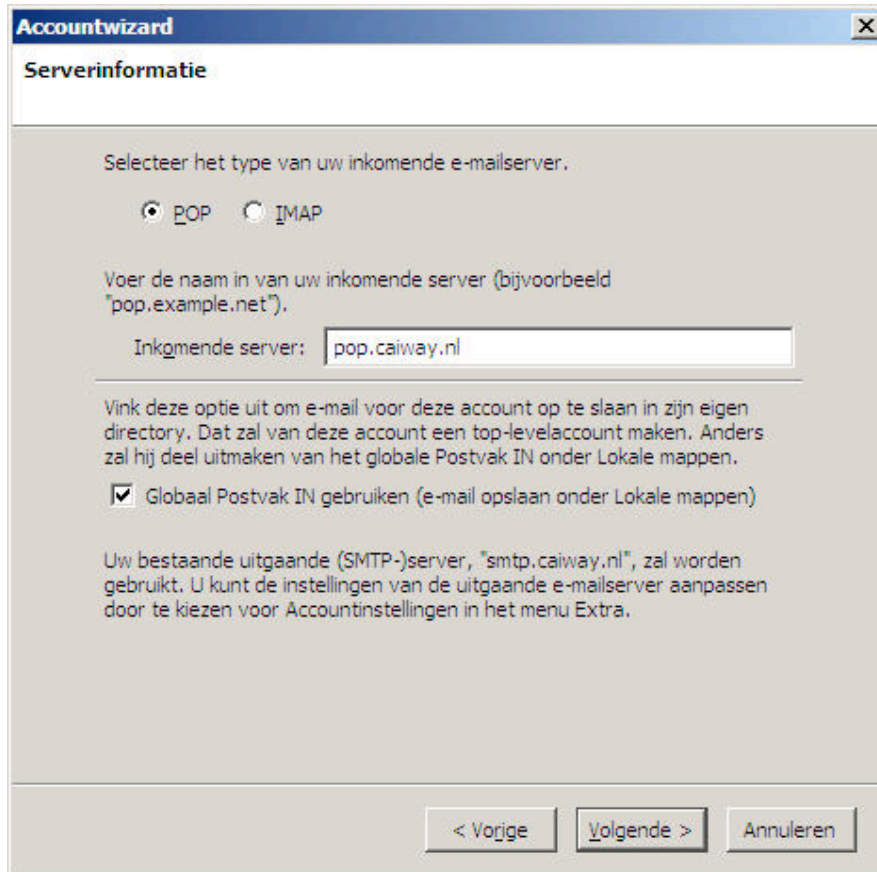 Accountwizard
Serverinformatie
Selecteer het type van uw inkomende e-mailserver.
POP IMAP
Voer de naam in van uw inkomende server (bijvoorbeeld
"pop.example.net").
Inkomende server: pop.caiway.nl
Vink deze optie uit om e-mail voor deze account op te slaan in zijn eigen
directory. Dat zal van deze account een top-levelaccount maken. Anders
zal hij deel uitmaken van het globale Postvak IN onder Lokale mappen.
Globaal Postvak IN gebruiken (e-mail opslaan onder Lokale mappen)
Uw bestaande uitgaande (SMTP-)server, "smtp.caiway.nl", zal worden
gebruikt. U kunt de instellingen van de uitgaande e-mailserver aanpassen
door te kiezen voor Accountinstellingen in het menu Extra.
< Vorige Volgende > Annuleren